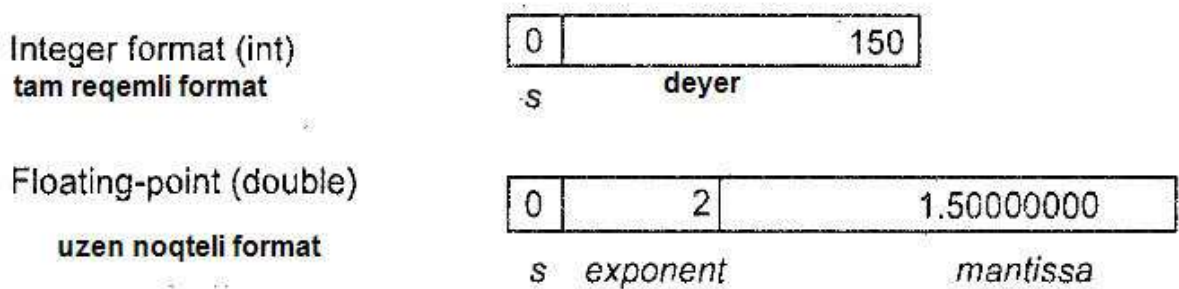 Integer format (int)
tam reqemli format
0 150
s deyer
Floating-point (double)
uzen noqteli format
0 2 1.50000000
s exponent mantissa